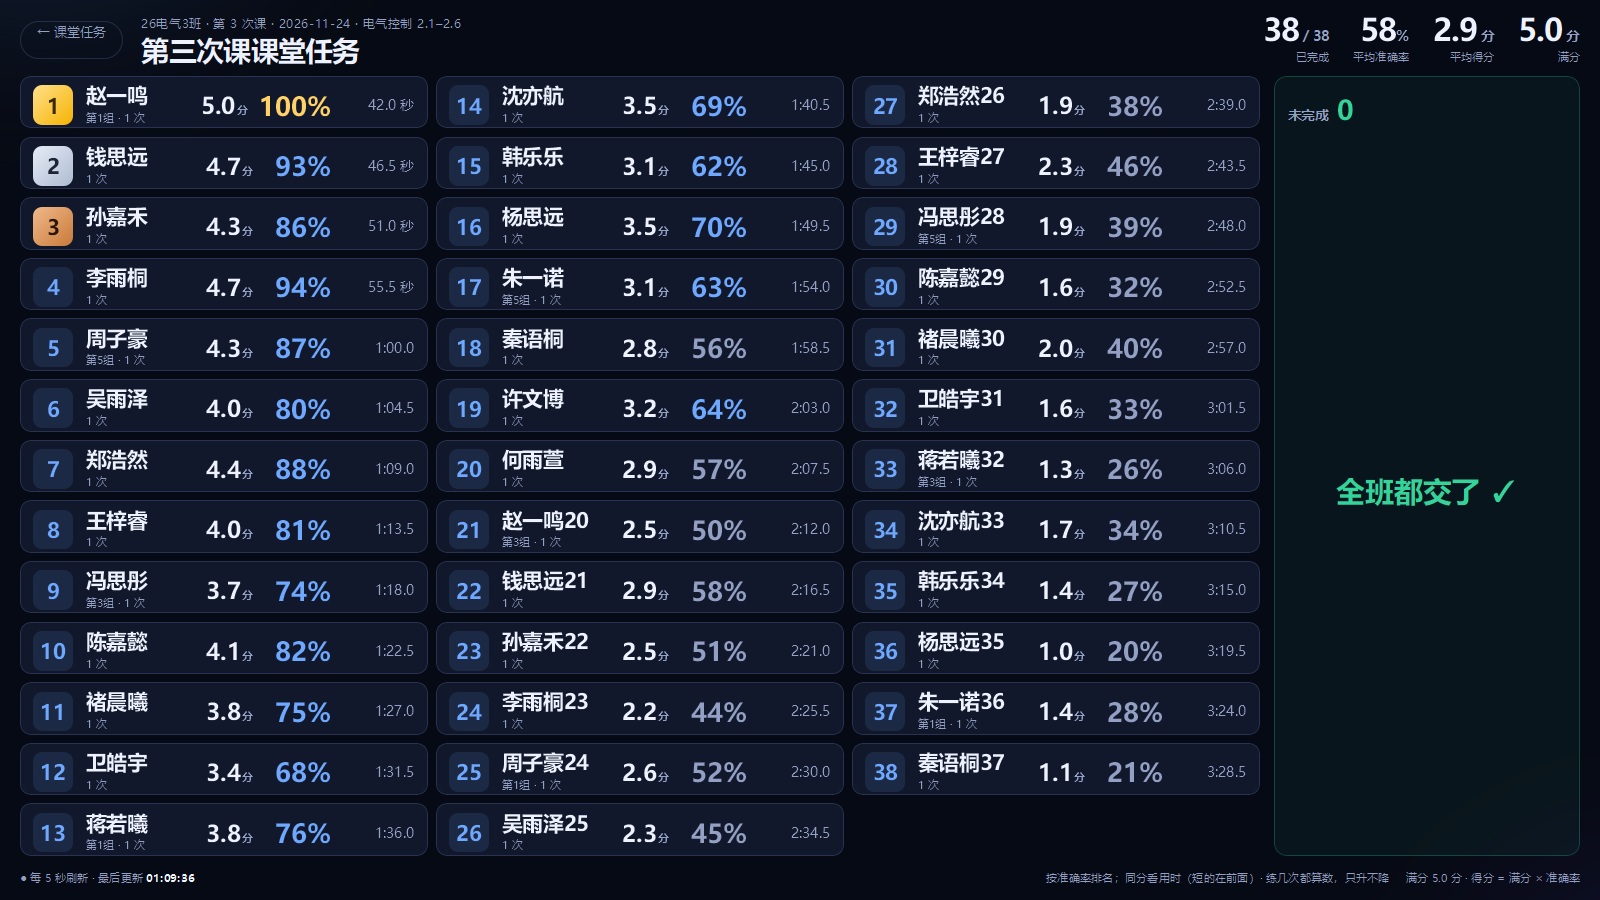 ← 课堂任务
26电气3班 · 第 3 次课 · 2026-11-24 · 电气控制 2.1–2.6
第三次课课堂任务
38 / 38 已完成
58% 平均准确率
2.9 分 平均得分
5.0 分 满分
1 赵一鸣 第1组 · 1 次 5.0分 100% 42.0 秒
2 钱思远 1 次 4.7分 93% 46.5 秒
3 孙嘉禾 1 次 4.3分 86% 51.0 秒
4 李雨桐 1 次 4.7分 94% 55.5 秒
5 周子豪 第5组 · 1 次 4.3分 87% 1:00.0
6 吴雨泽 1 次 4.0分 80% 1:04.5
7 郑浩然 1 次 4.4分 88% 1:09.0
8 王梓睿 1 次 4.0分 81% 1:13.5
9 冯思彤 第3组 · 1 次 3.7分 74% 1:18.0
10 陈嘉懿 1 次 4.1分 82% 1:22.5
11 褚晨曦 1 次 3.8分 75% 1:27.0
12 卫皓宇 1 次 3.4分 68% 1:31.5
13 蒋若曦 第1组 · 1 次 3.8分 76% 1:36.0
14 沈亦航 1 次 3.5分 69% 1:40.5
15 韩乐乐 1 次 3.1分 62% 1:45.0
16 杨思远 1 次 3.5分 70% 1:49.5
17 朱一诺 第5组 · 1 次 3.1分 63% 1:54.0
18 秦语桐 1 次 2.8分 56% 1:58.5
19 许文博 1 次 3.2分 64% 2:03.0
20 何雨萱 1 次 2.9分 57% 2:07.5
21 赵一鸣20 第3组 · 1 次 2.5分 50% 2:12.0
22 钱思远21 1 次 2.9分 58% 2:16.5
23 孙嘉禾22 1 次 2.5分 51% 2:21.0
24 李雨桐23 1 次 2.2分 44% 2:25.5
25 周子豪24 第1组 · 1 次 2.6分 52% 2:30.0
26 吴雨泽25 1 次 2.3分 45% 2:34.5
27 郑浩然26 1 次 1.9分 38% 2:39.0
28 王梓睿27 1 次 2.3分 46% 2:43.5
29 冯思彤28 第5组 · 1 次 1.9分 39% 2:48.0
30 陈嘉懿29 1 次 1.6分 32% 2:52.5
31 褚晨曦30 1 次 2.0分 40% 2:57.0
32 卫皓宇31 1 次 1.6分 33% 3:01.5
33 蒋若曦32 第3组 · 1 次 1.3分 26% 3:06.0
34 沈亦航33 1 次 1.7分 34% 3:10.5
35 韩乐乐34 1 次 1.4分 27% 3:15.0
36 杨思远35 1 次 1.0分 20% 3:19.5
37 朱一诺36 第1组 · 1 次 1.4分 28% 3:24.0
38 秦语桐37 1 次 1.1分 21% 3:28.5
未完成 0
全班都交了 ✓
● 每 5 秒刷新 · 最后更新 01:09:36
按准确率排名；同分看用时（短的在前面）· 练几次都算数，只升不降 满分 5.0 分 · 得分 = 满分 × 准确率